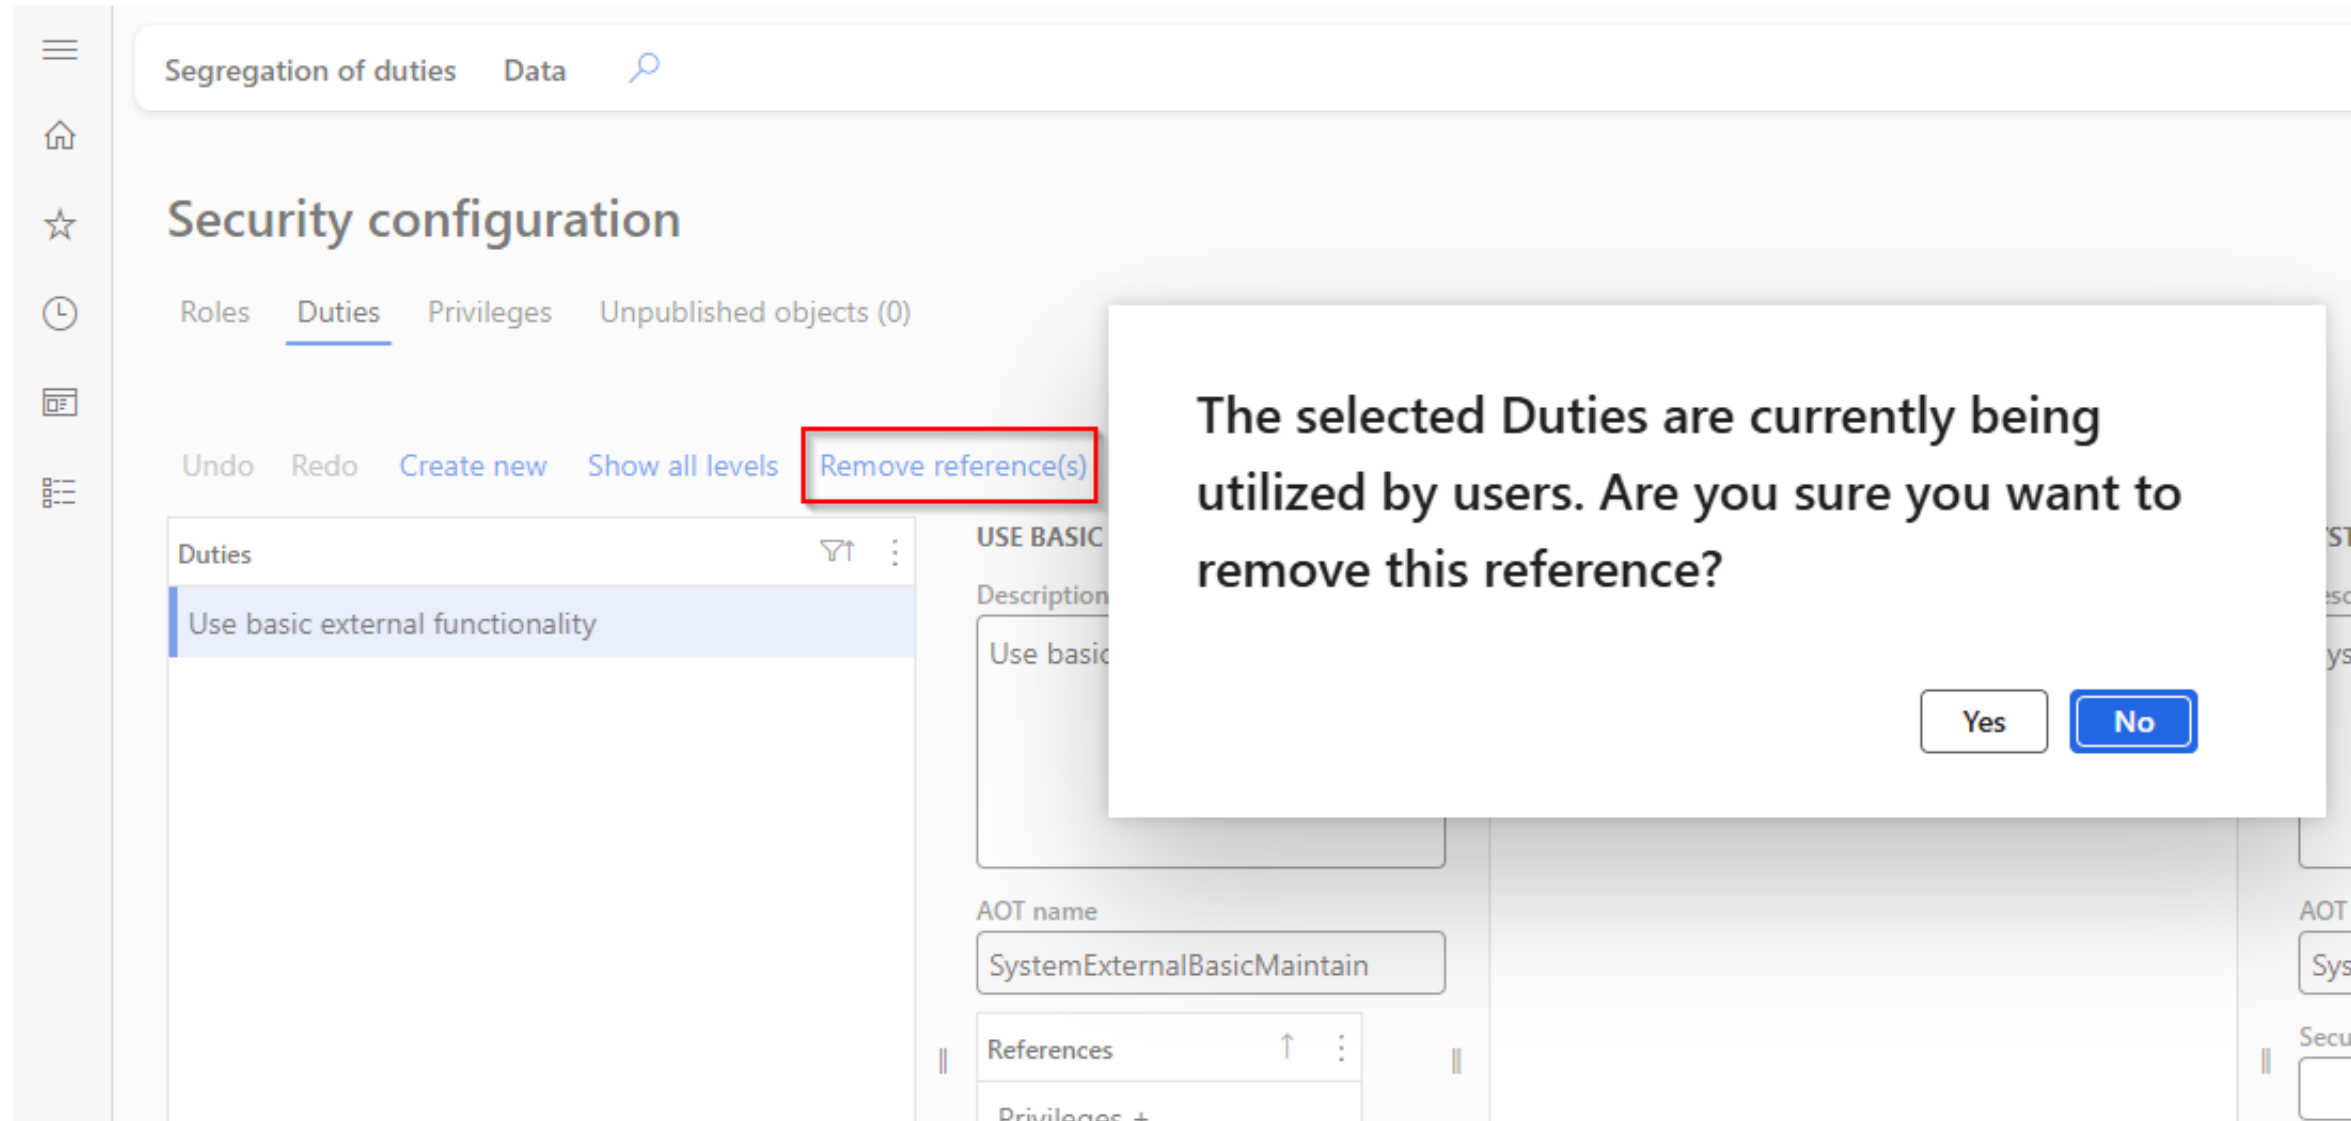 Segregation of duties Data
Security configuration
Roles Duties Privileges Unpublished objects (0)
Undo Redo Create new Show all levels Remove reference(s)
The selected Duties are currently being
utilized by users. Are you sure you want to
remove this reference?
Yes No
Duties
Use basic external functionality
USE BASIC
Description
Use basic
AOT name
SystemExternalBasicMaintain
References
Privileges +
AOT
Sys
Secu